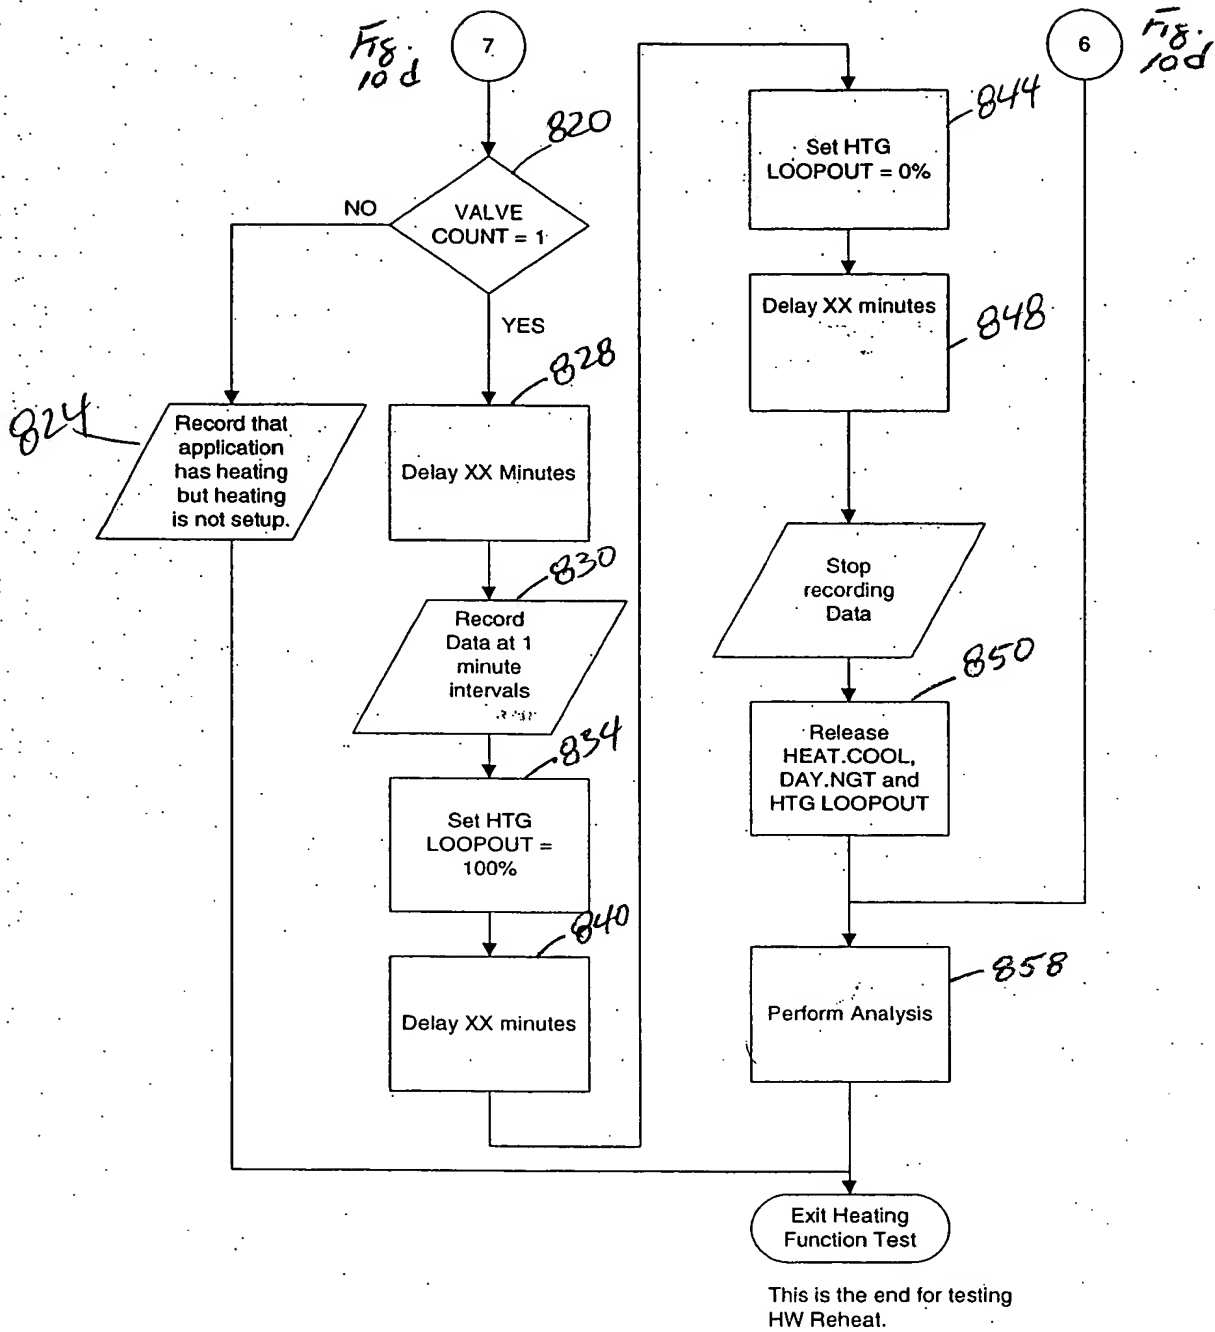 Fig.
10d
7
820
VALVE
COUNT = 1
NO
YES
824
Record that
application
has heating
but heating
is not setup.
828
Delay XX Minutes
830
Record
Data at 1
minute
intervals
834
Set HTG
LOOPOUT =
100%
840
Delay XX minutes
6
Fig.
10d
844
Set HTG
LOOPOUT = 0%
848
Delay XX minutes
Stop
recording
Data
850
Release
HEAT.COOL,
DAY.NGT and
HTG LOOPOUT
858
Perform Analysis
Exit Heating
Function Test
This is the end for testing
HW Reheat.